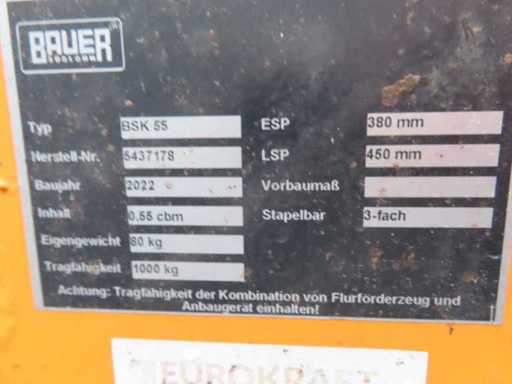 BAUER
SÜDLOHN
Typ BSK 55 ESP 380 mm
Herstell-Nr. 5437178 LSP 450 mm
Baujahr 2022 Vorbaumaß
Inhalt 0,55 cbm Stapelbar 3-fach
Eigengewicht 80 kg
Tragfähigkeit 1000 kg
Achtung: Tragfähigkeit der Kombination von Flurförderzeug und
Anbaugerät einhalten!
EUROKRAFT